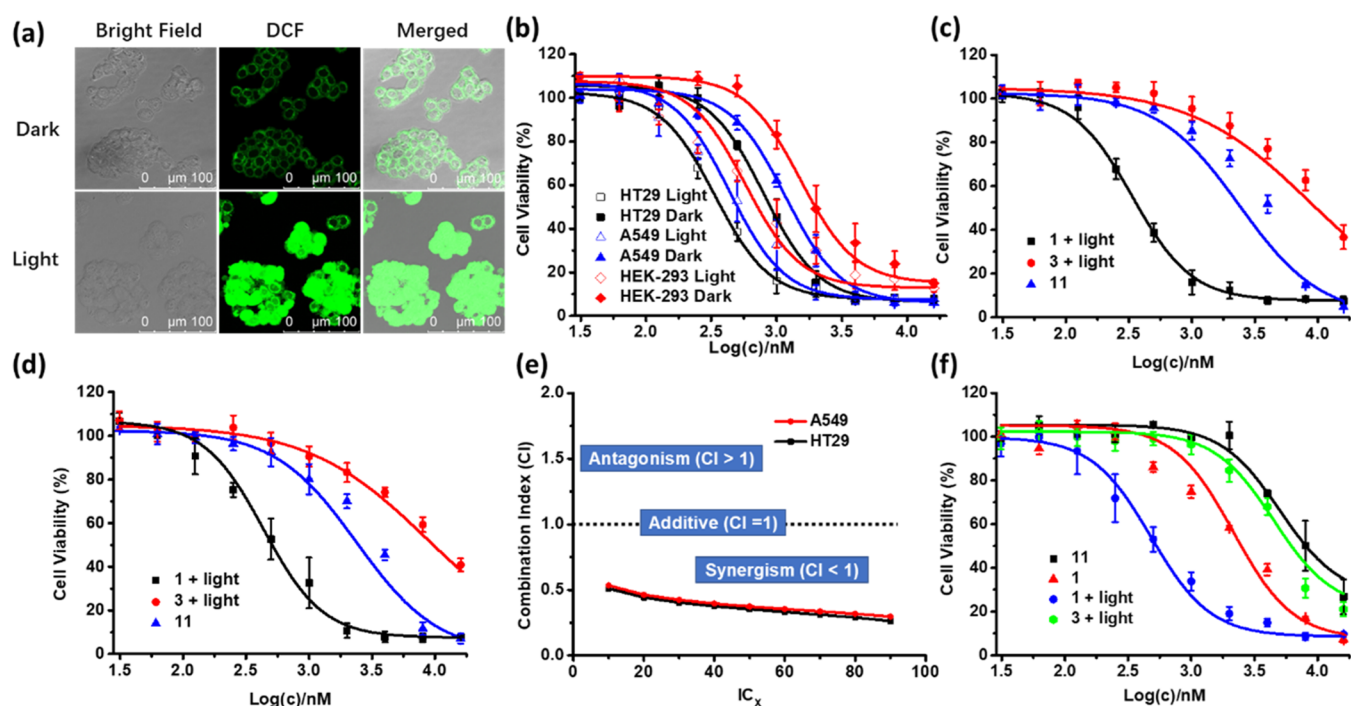 (a)
Bright Field
DCF
Merged
Dark
0 μm 100
0 μm 100
0 μm 100
Light
0 μm 100
0 μm 100
0 μm 100
(b)
120
100
80
60
40
20
0
Cell Viability (%)
HT29 Light
HT29 Dark
A549 Light
A549 Dark
HEK-293 Light
HEK-293 Dark
1.5 2.0 2.5 3.0 3.5 4.0
Log(c)/nM
(c)
120
100
80
60
40
20
0
Cell Viability (%)
1 + light
3 + light
11
1.5 2.0 2.5 3.0 3.5 4.0
Log(c)/nM
(d)
120
100
80
60
40
20
0
Cell Viability (%)
1 + light
3 + light
11
1.5 2.0 2.5 3.0 3.5 4.0
Log(c)/nM
(e)
2.0
1.5
1.0
0.5
0.0
Combination Index (CI)
A549
HT29
Antagonism (CI > 1)
Additive (CI =1)
Synergism (CI < 1)
0 20 40 60 80 100
ICx
(f)
120
100
80
60
40
20
0
Cell Viability (%)
11
1
1 + light
3 + light
1.5 2.0 2.5 3.0 3.5 4.0
Log(c)/nM